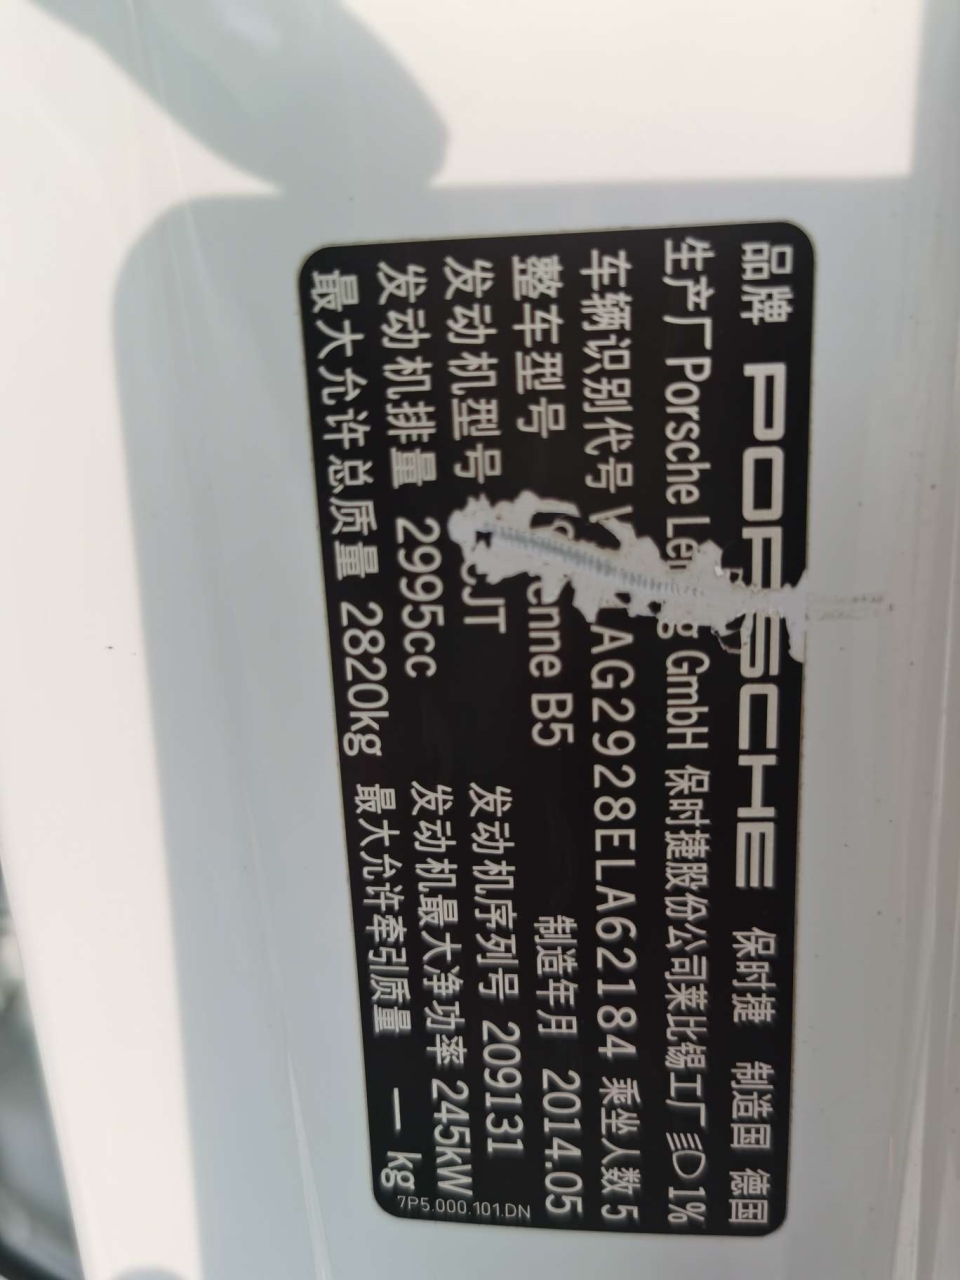 品牌 PORSCHE 保时捷 制造国 德国
生产厂 Porsche GmbH 保时捷股份公司莱比锡工厂 1%
车辆识别代号 AG2928ELA62184 乘坐人数 5
整车型号 enne B5 制造年月 2014.05
发动机型号 CJT 发动机序列号 209131
发动机排量 2995cc 发动机最大净功率 245kW
最大允许总质量 2820kg 最大允许牵引质量 — kg
7P5.000.101.DN